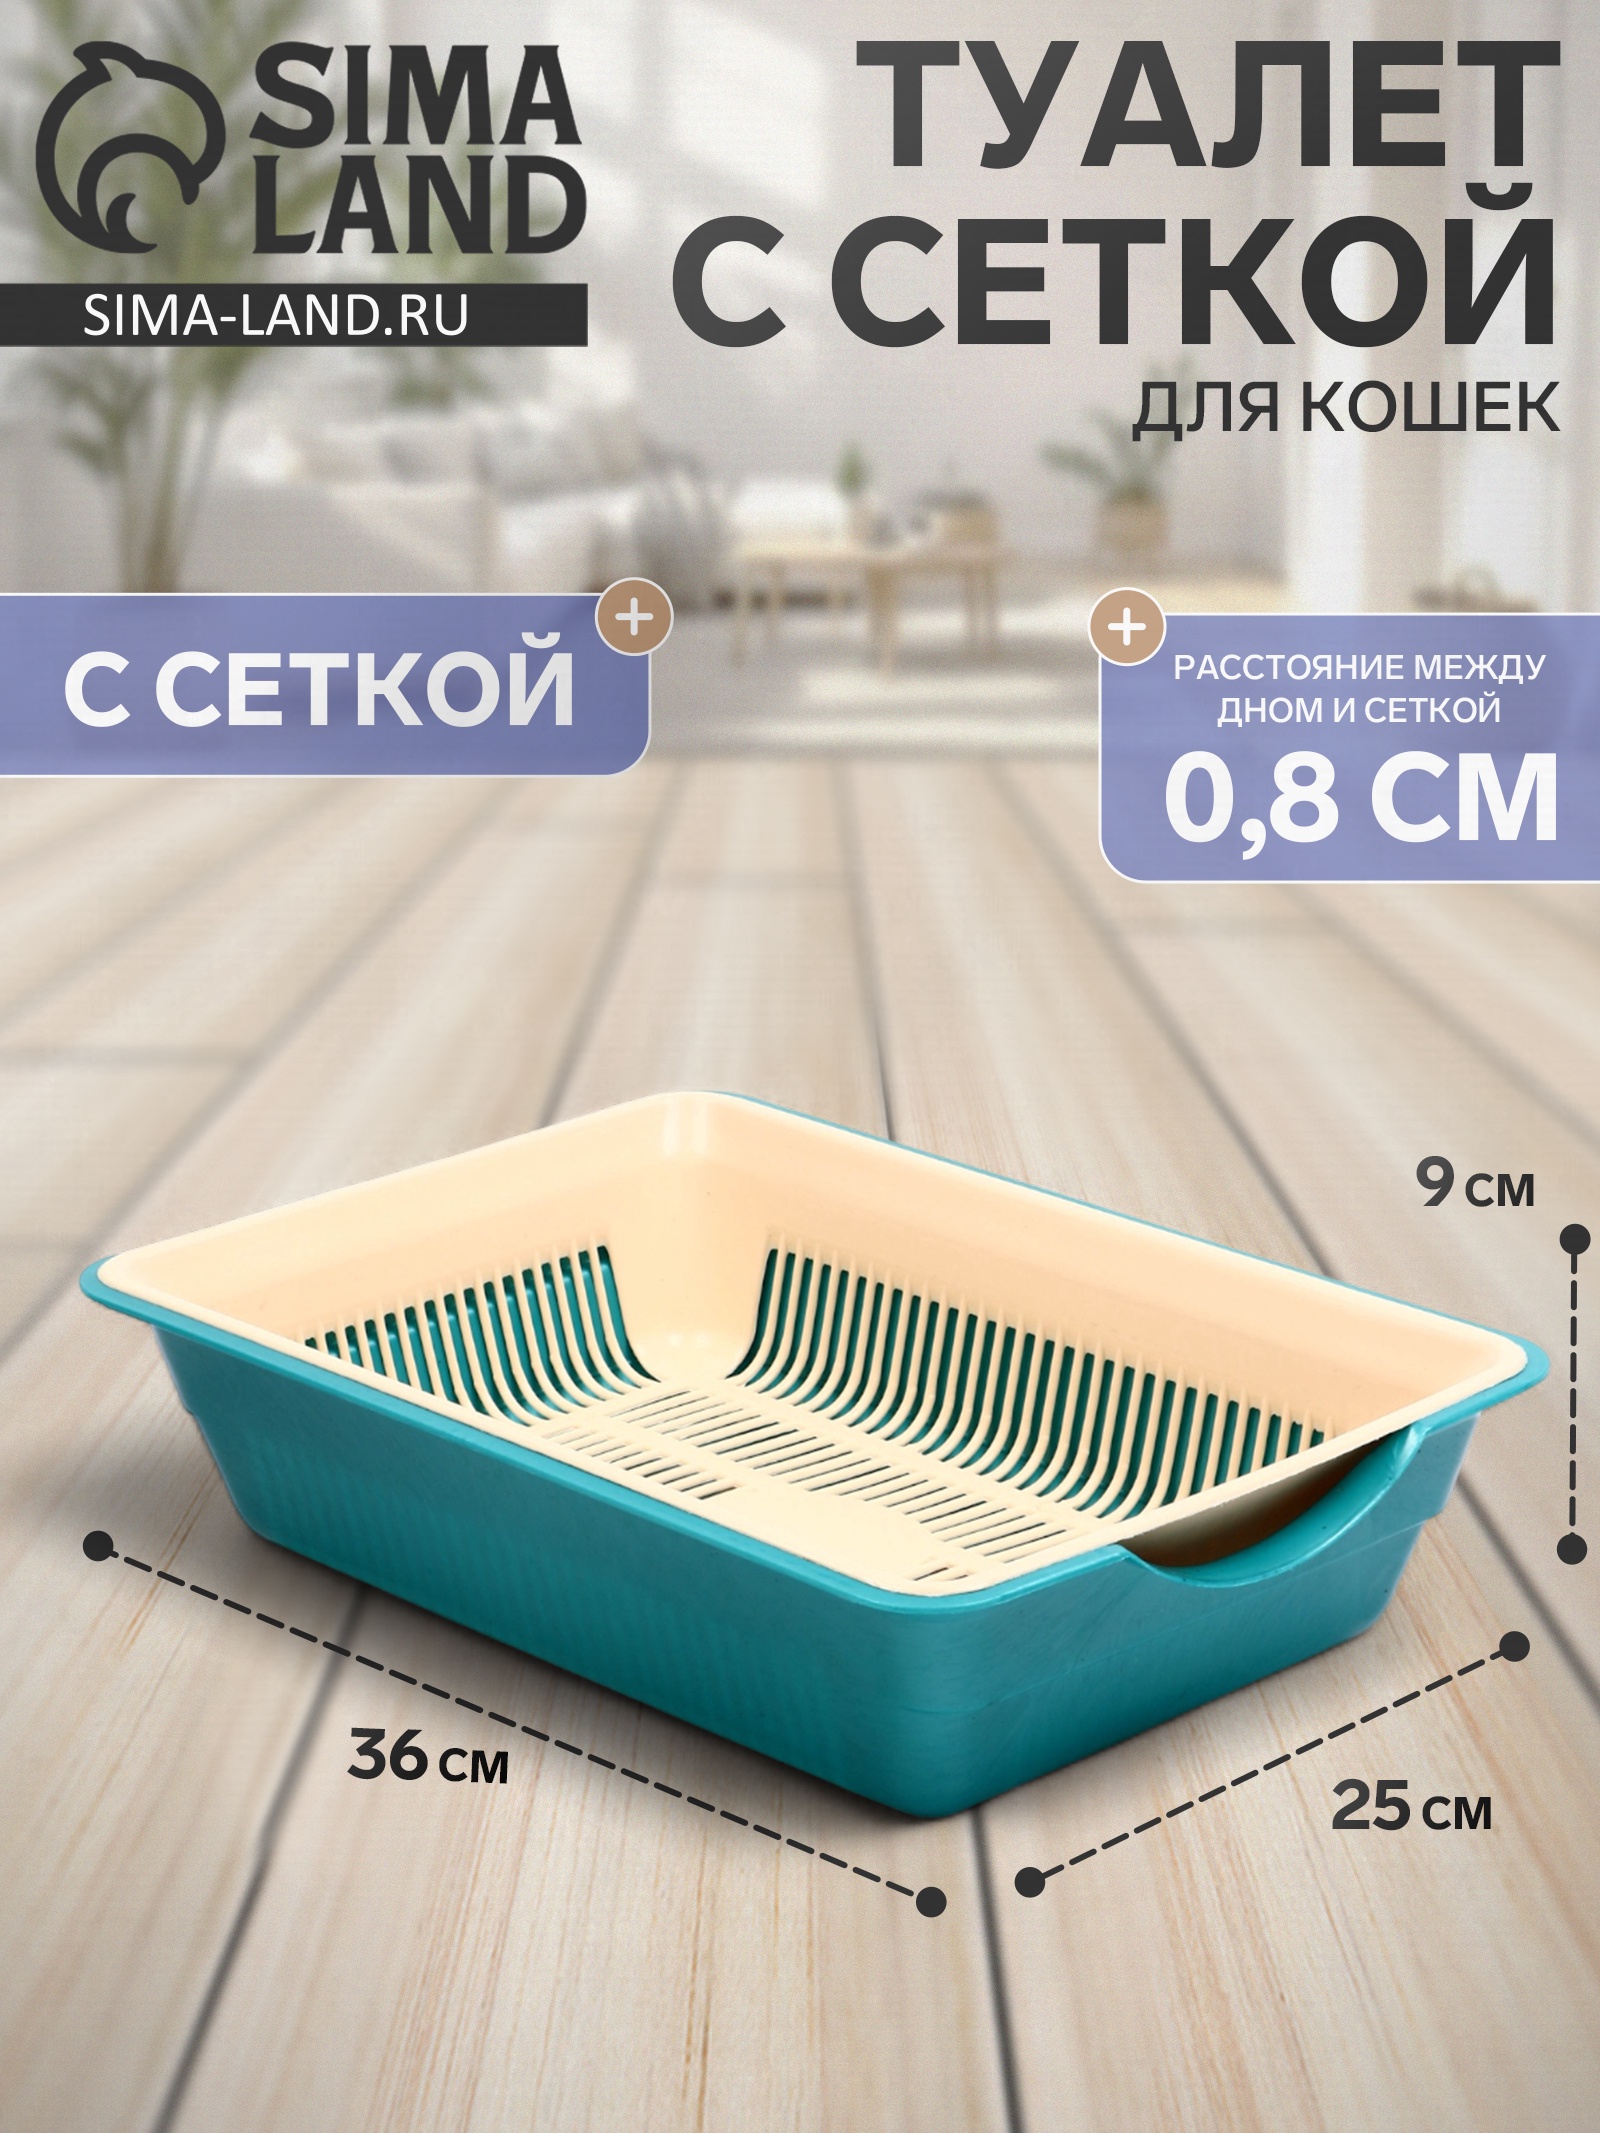 SIMA
LAND
SIMA-LAND.RU
ТУАЛЕТ
С СЕТКОЙ
ДЛЯ КОШЕК
С СЕТКОЙ
РАССТОЯНИЕ МЕЖДУ
ДНОМ И СЕТКОЙ
0,8 СМ
9 СМ
36 СМ
25 СМ